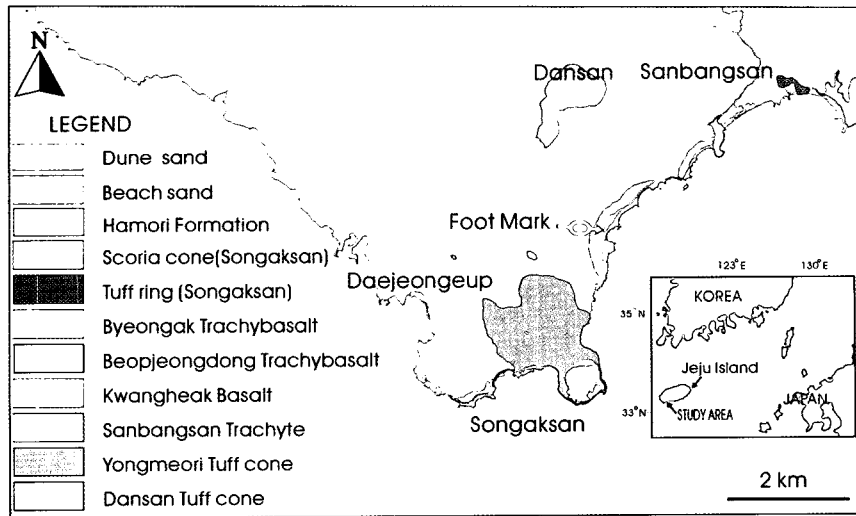 N
LEGEND
Dune sand
Beach sand
Hamori Formation
Scoria cone(Songaksan)
Tuff ring (Songaksan)
Byeongak Trachybasalt
Beopjeongdong Trachybasalt
Kwangheak Basalt
Sanbangsan Trachyte
Yongmeori Tuff cone
Dansan Tuff cone
Dansan
Sanbangsan
Foot Mark
Daejeongeup
Songaksan
123°E 130°E
35°N
KOREA
Jeju Island
JAPAN
33°N
STUDY AREA
2 km